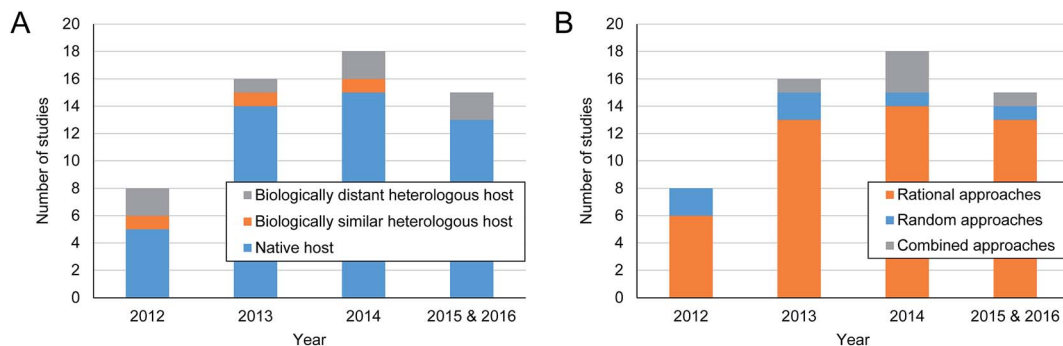 A
Number of studies
20
18
16
14
12
10
8
6
4
2
0
Biologically distant heterologous host
Biologically similar heterologous host
Native host
2012
2013
2014
2015 & 2016
Year
B
Number of studies
20
18
16
14
12
10
8
6
4
2
0
Rational approaches
Random approaches
Combined approaches
2012
2013
2014
2015 & 2016
Year